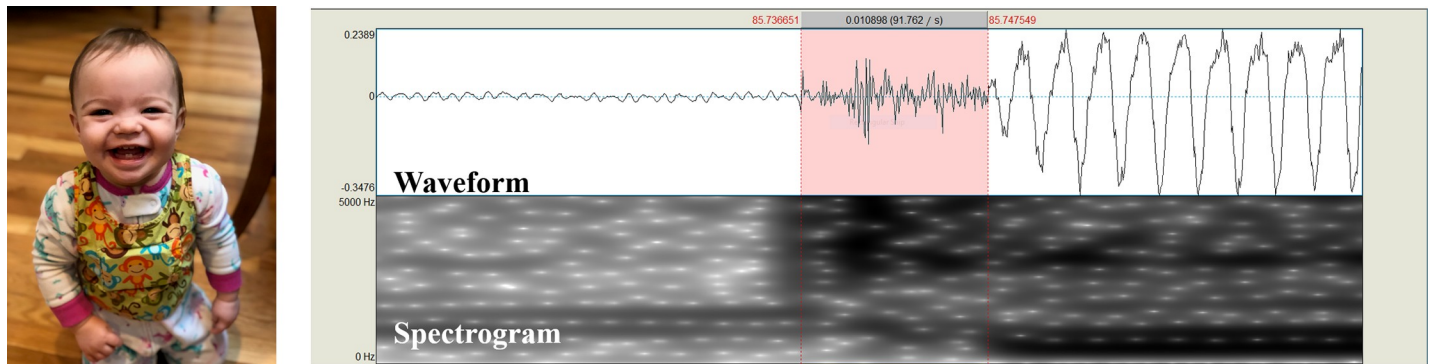 85.736651 0.010898 (91.762 / s) 85.747549
0.2389
0
-0.3476
Waveform
5000 Hz
Spectrogram
0 Hz